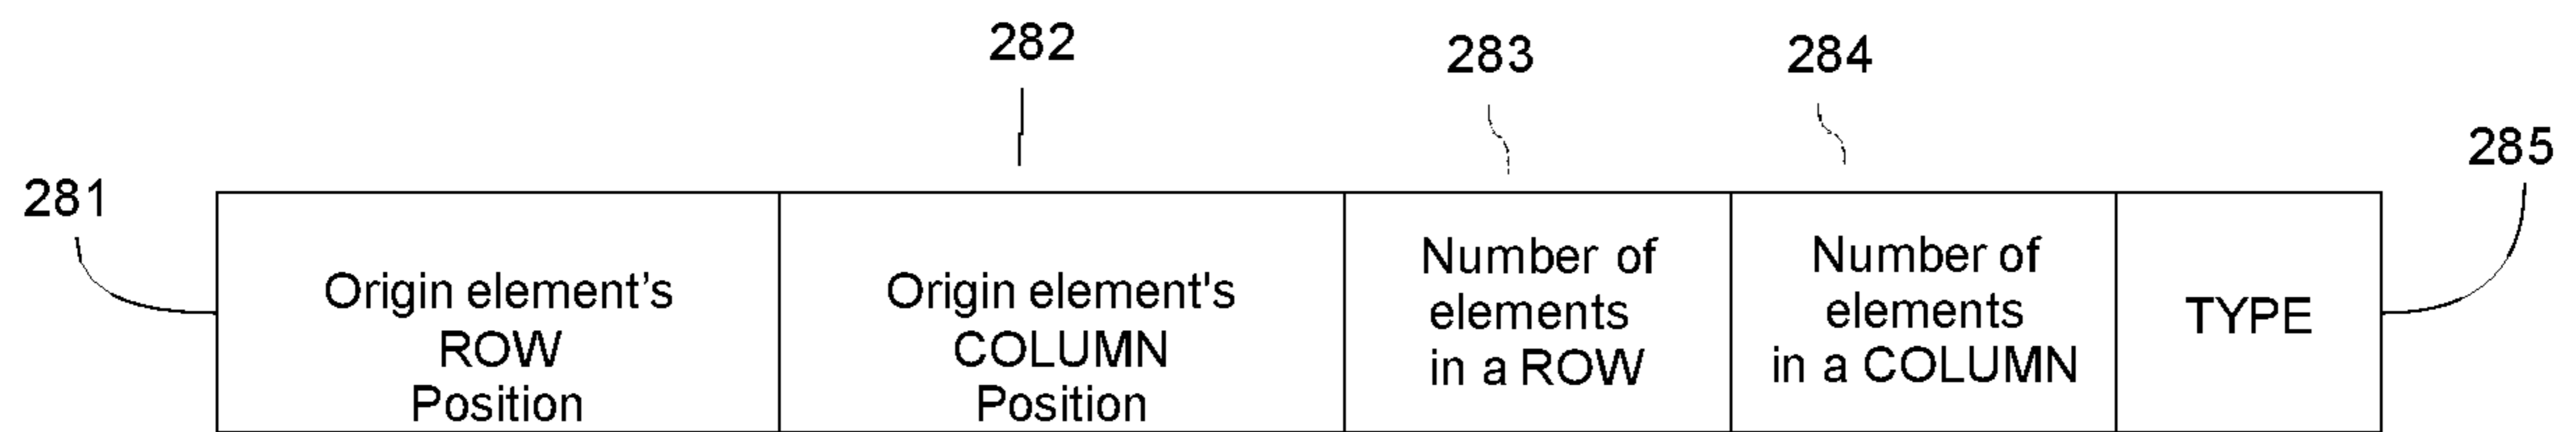 282
283
284
285
281
Origin element’s
ROW
Position
Origin element's
COLUMN
Position
Number of
elements
in a ROW
Number of
elements
in a COLUMN
TYPE